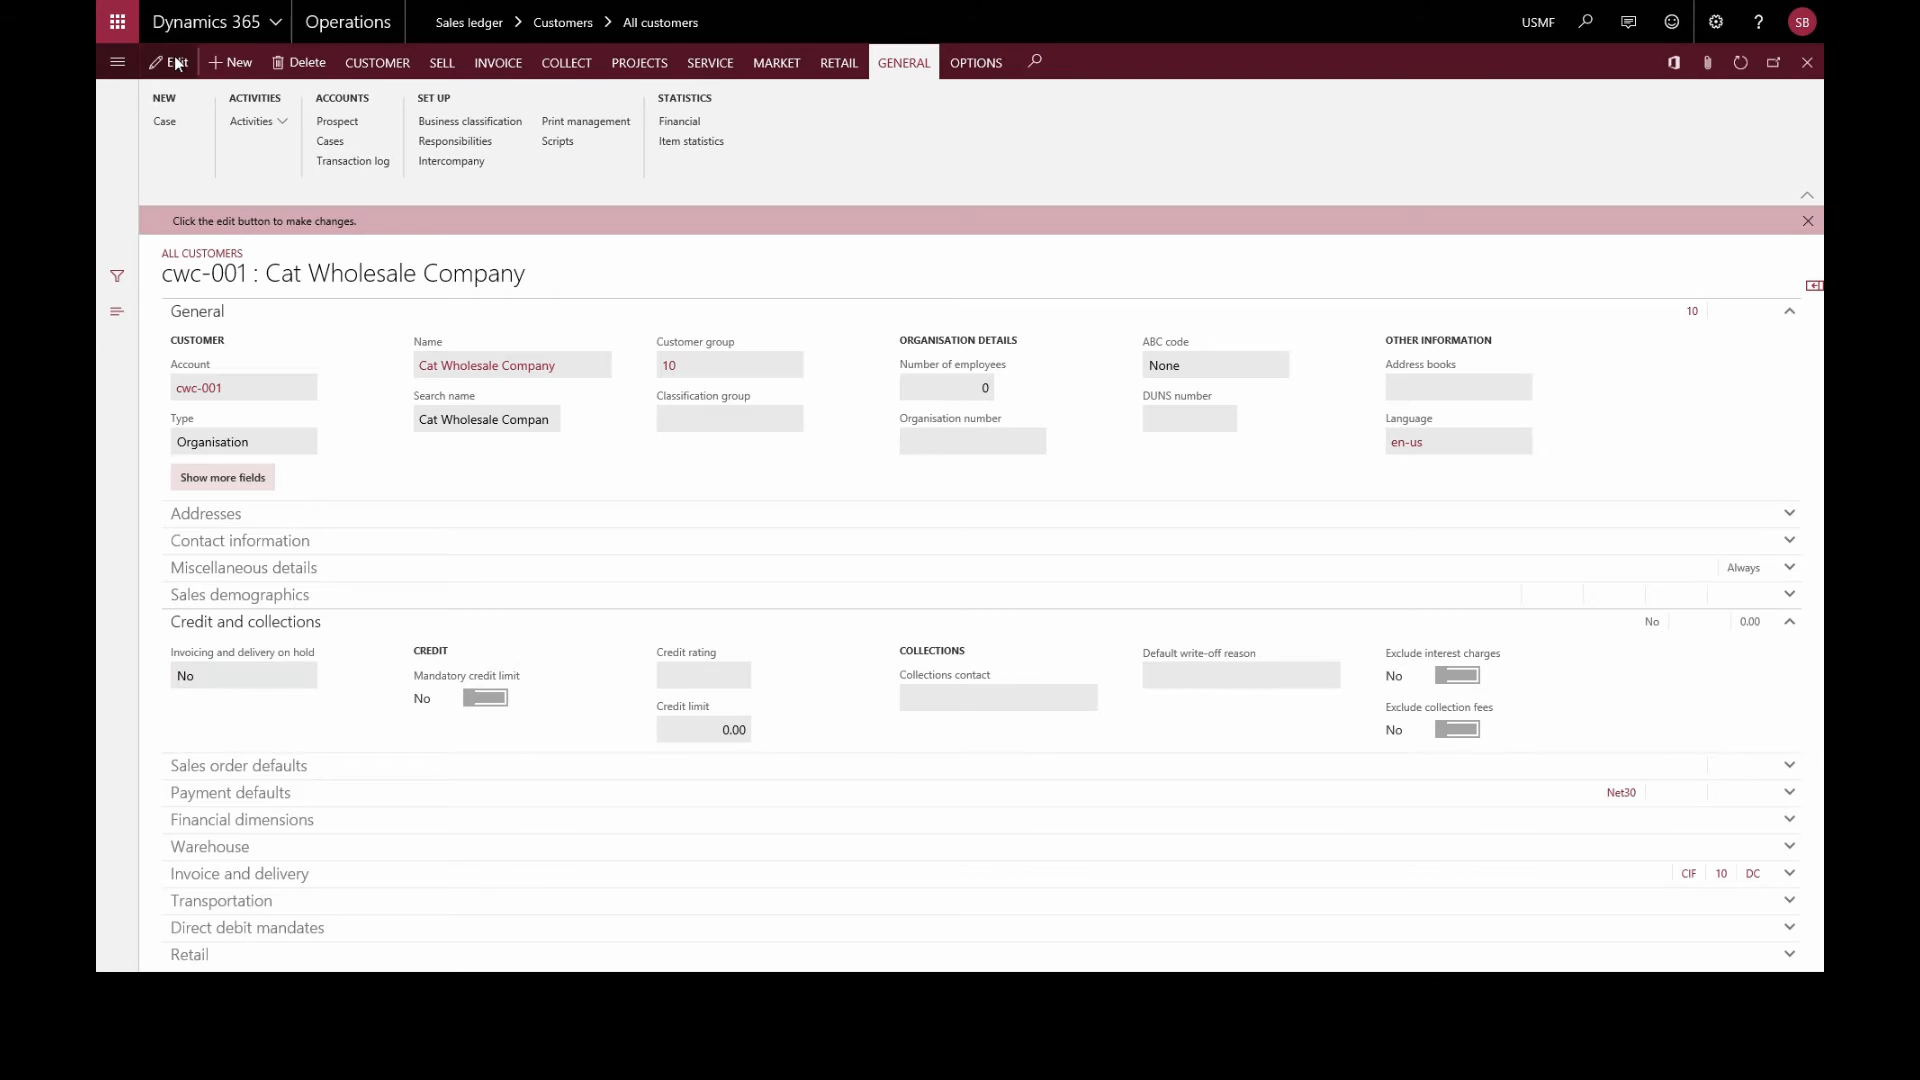 Dynamics 365 Operations Sales ledger Customers All customers USMF ? SB
Edit New Delete CUSTOMER SELL INVOICE COLLECT PROJECTS SERVICE MARKET RETAIL GENERAL OPTIONS
NEW ACTIVITIES ACCOUNTS SET UP STATISTICS
Case Activities Prospect Business classification Print management Financial
Cases Responsibilities Scripts Item statistics
Transaction log Intercompany
Click the edit button to make changes.
ALL CUSTOMERS
cwc-001 : Cat Wholesale Company
General 10
CUSTOMER Name Customer group ORGANISATION DETAILS ABC code OTHER INFORMATION
Account Cat Wholesale Company 10 Number of employees None Address books
cwc-001 Search name Classification group 0 DUNS number
Type Cat Wholesale Compan Organisation number Language
Organisation en-us
Show more fields
Addresses
Contact information
Miscellaneous details Always
Sales demographics
Credit and collections No 0.00
Invoicing and delivery on hold CREDIT Credit rating COLLECTIONS Default write-off reason Exclude interest charges
No Mandatory credit limit Collections contact No
No Credit limit Exclude collection fees
0.00 No
Sales order defaults
Payment defaults Net30
Financial dimensions
Warehouse
Invoice and delivery CIF 10 DC
Transportation
Direct debit mandates
Retail